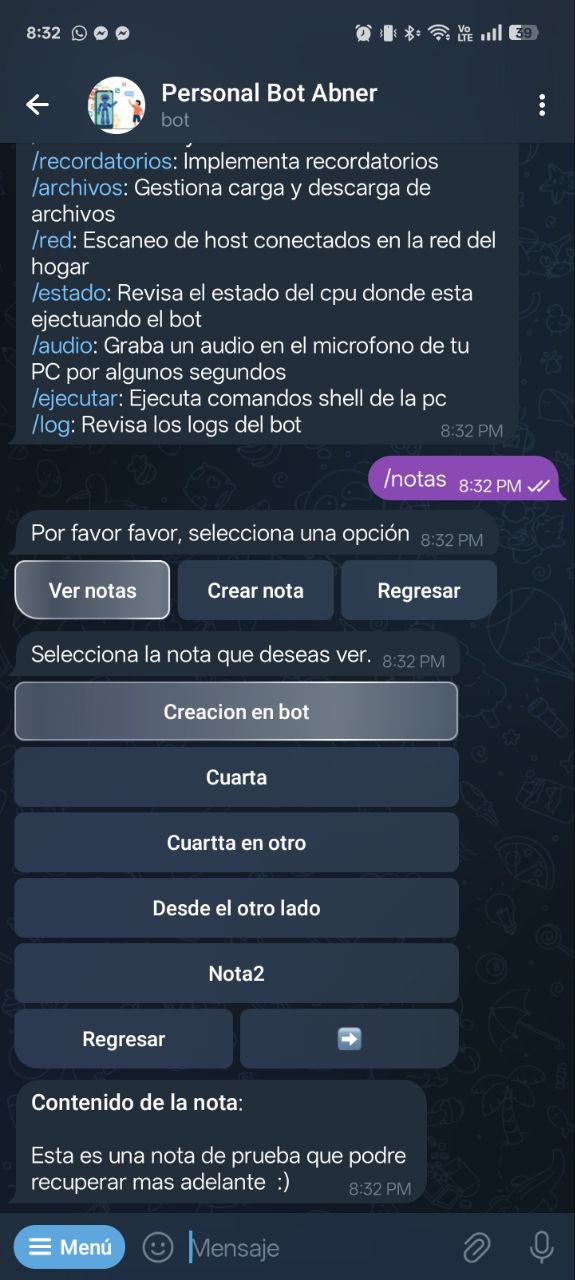 8:32
Vo
LTE
39
Personal Bot Abner
bot
/recordatorios: Implementa recordatorios
/archivos: Gestiona carga y descarga de
archivos
/red: Escaneo de host conectados en la red del
hogar
/estado: Revisa el estado del cpu donde esta
ejectuando el bot
/audio: Graba un audio en el microfono de tu
PC por algunos segundos
/ejecutar: Ejecuta comandos shell de la pc
/log: Revisa los logs del bot 8:32 PM
/notas 8:32 PM
Por favor favor, selecciona una opción 8:32 PM
Ver notas Crear nota Regresar
Selecciona la nota que deseas ver. 8:32 PM
Creacion en bot
Cuarta
Cuartta en otro
Desde el otro lado
Nota2
Regresar
Contenido de la nota:
Esta es una nota de prueba que podre
recuperar mas adelante :) 8:32 PM
Menú Mensaje